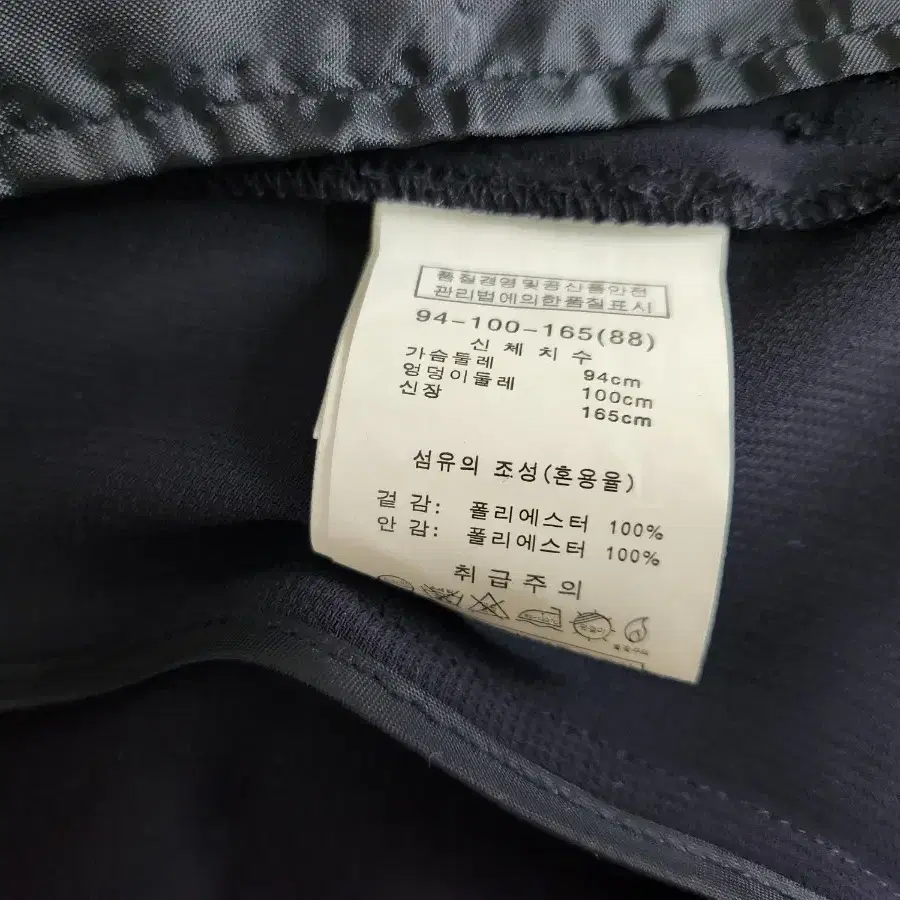 품질경영및공산품안전
관리법에의한품질표시
94-100-165(88)
신 체 치 수
가슴둘레 94cm
엉덩이둘레 100cm
신장 165cm
섬유의 조성(혼용율)
겉 감: 폴리에스터 100%
안 감: 폴리에스터 100%
취 급 주 의